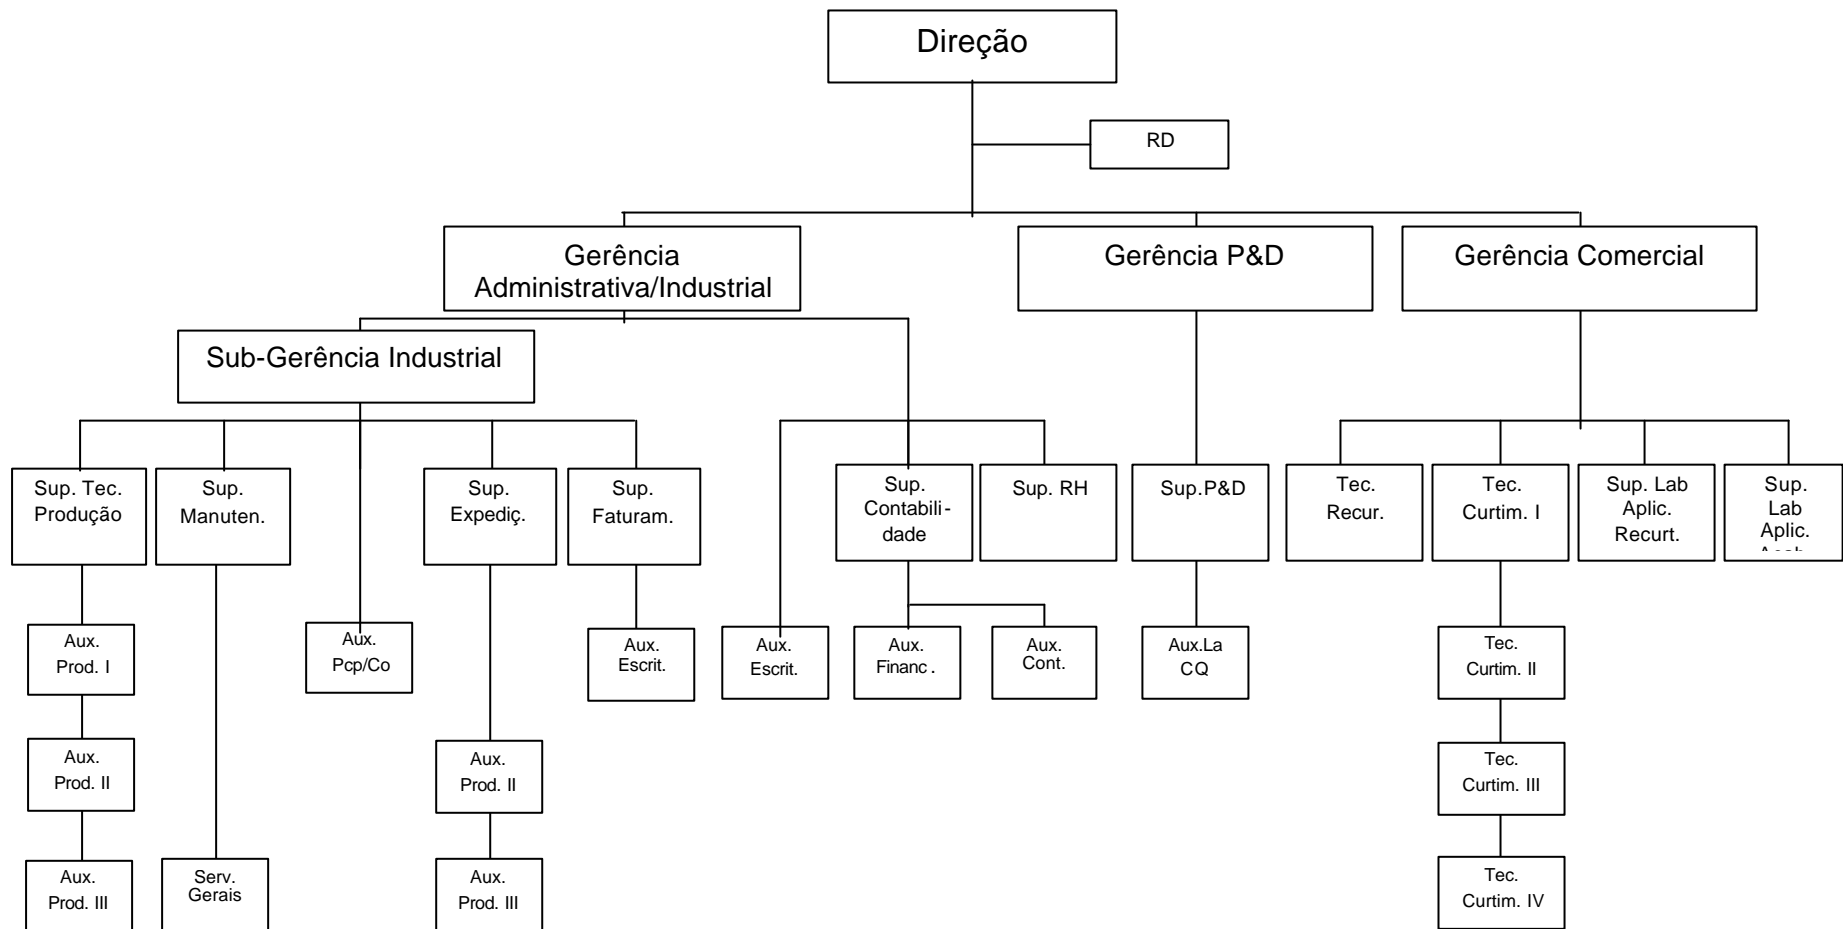 Direção
RD
Gerência
Administrativa/Industrial
Gerência P&D
Gerência Comercial
Sub-Gerência Industrial
Sup. Tec.
Produção
Sup.
Manuten.
Sup.
Expediç.
Sup.
Faturam.
Sup.
Contabili-
dade
Sup. RH
Sup.P&D
Tec.
Recur.
Tec.
Curtim. I
Sup. Lab
Aplic.
Recurt.
Sup.
Lab
Aplic.
Aux.
Prod. I
Aux.
Pcp/Co
Aux.
Escrit.
Aux.
Escrit.
Aux.
Financ .
Aux.
Cont.
Aux.La
CQ
Tec.
Curtim. II
Aux.
Prod. II
Aux.
Prod. II
Tec.
Curtim. III
Aux.
Prod. III
Serv.
Gerais
Aux.
Prod. III
Tec.
Curtim. IV